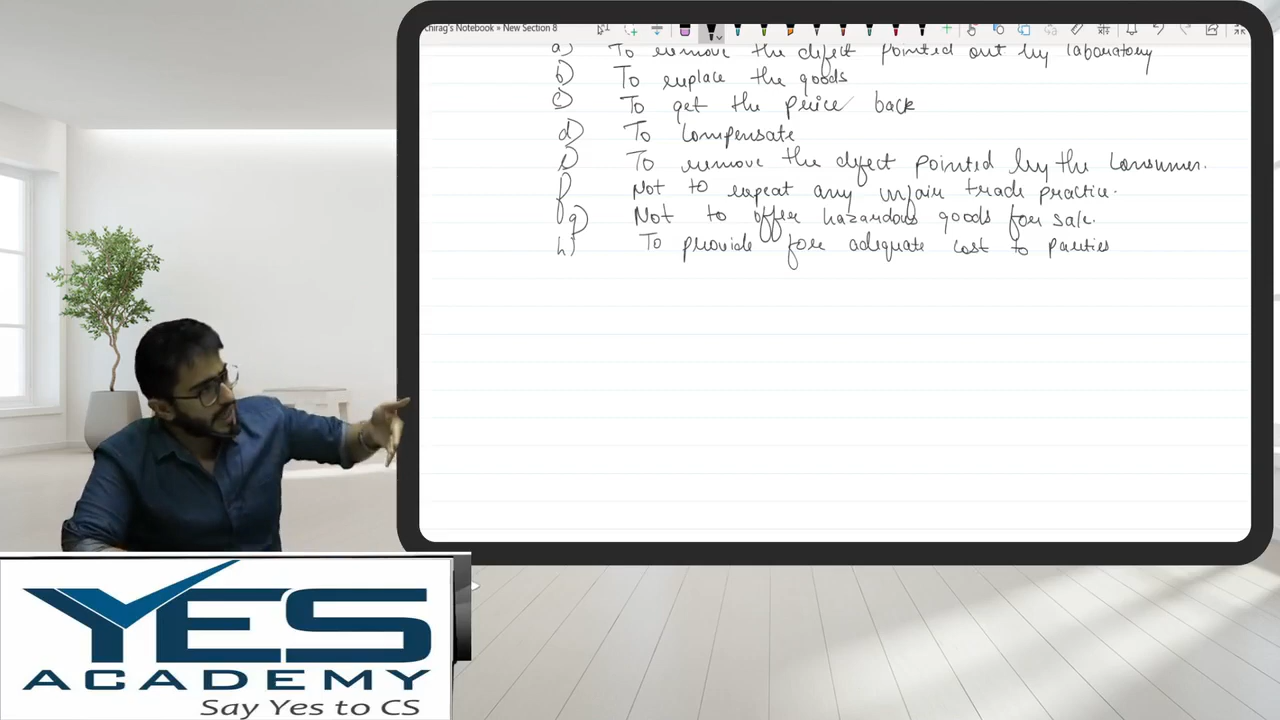 chirag's Notebook » New Section 8
a) To remove the defect pointed out by laboratory
b) To replace the goods
c) To get the price back
d) To compensate
e) To remove the defect pointed by the consumer.
f Not to repeat any unfair trade practice.
g) Not to offer hazardous goods for sale.
h) To provide for adequate cost to parties
YES
ACADEMY
Say Yes to CS